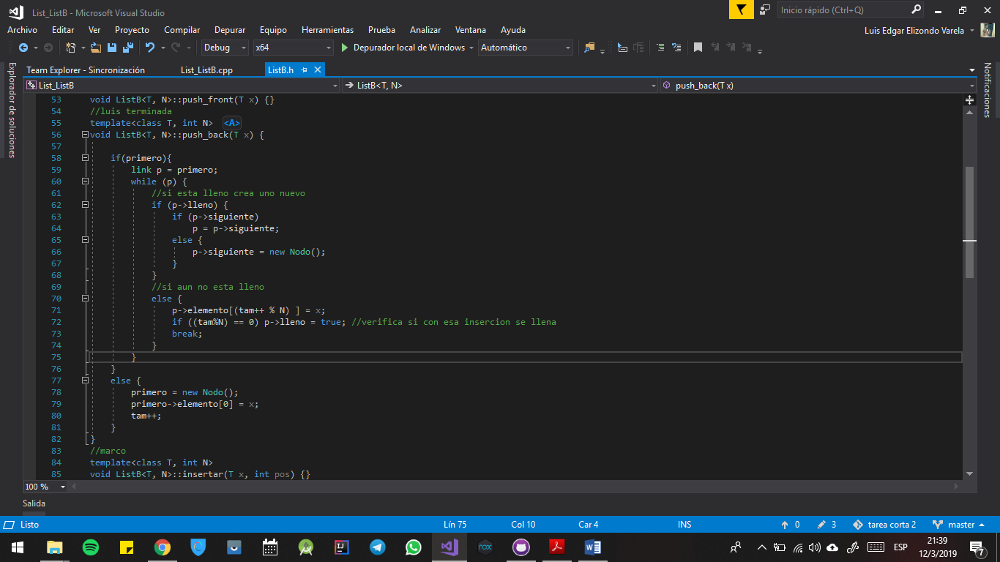 List_ListB - Microsoft Visual Studio
Inicio rápido (Ctrl+Q)
Archivo Editar Ver Proyecto Compilar Depurar Equipo Herramientas Prueba Analizar Ventana Ayuda
Luis Edgar Elizondo Varela
Debug x64 Depurador local de Windows Automático
Explorador de soluciones
Team Explorer - Sincronización List_ListB.cpp ListB.h
Notificaciones
List_ListB ListB<T, N> push_back(T x)
53 void ListB<T, N>::push_front(T x) {}
54 //luis terminada
55 template<class T, int N> <A>
56 void ListB<T, N>::push_back(T x) {
57
58 if(primero){
59 link p = primero;
60 while (p) {
61 //si esta lleno crea uno nuevo
62 if (p->lleno) {
63 if (p->siguiente)
64 p = p->siguiente;
65 else {
66 p->siguiente = new Nodo();
67 }
68 }
69 //si aun no esta lleno
70 else {
71 p->elemento[(tam++ % N) ] = x;
72 if ((tam%N) == 0) p->lleno = true; //verifica si con esa insercion se llena
73 break;
74 }
75 }
76 }
77 else {
78 primero = new Nodo();
79 primero->elemento[0] = x;
80 tam++;
81 }
82 }
83 //marco
84 template<class T, int N>
85 void ListB<T, N>::insertar(T x, int pos) {}
100 %
Salida
Listo Lín 75 Col 10 Car 4 INS 0 3 tarea corta 2 master
IJ nox W ESP 21:39
12/3/2019 7